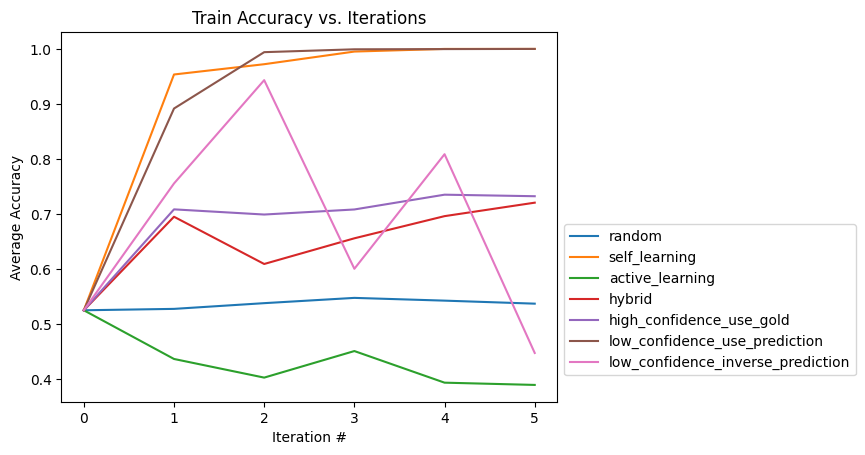 Train Accuracy vs. Iterations
Average Accuracy
1.0
0.9
0.8
0.7
0.6
0.5
0.4
0 1 2 3 4 5
Iteration #
random
self_learning
active_learning
hybrid
high_confidence_use_gold
low_confidence_use_prediction
low_confidence_inverse_prediction